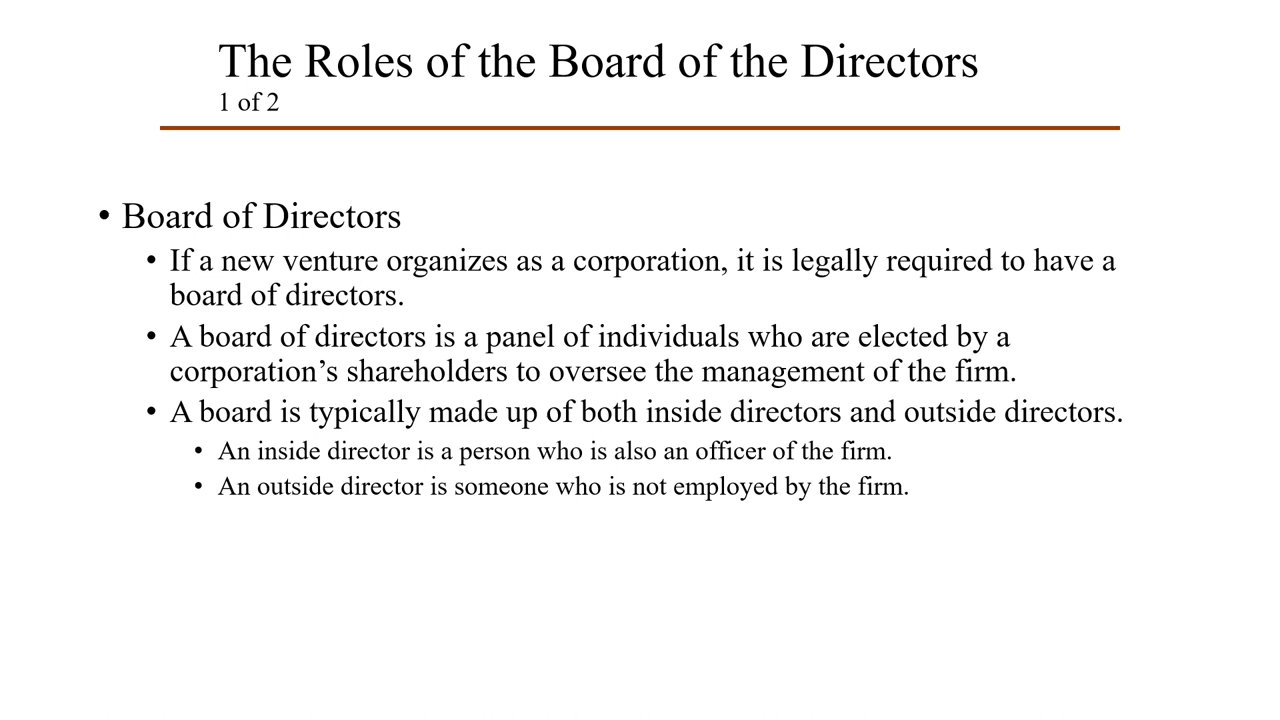 The Roles of the Board of the Directors
1 of 2
• Board of Directors
• If a new venture organizes as a corporation, it is legally required to have a
board of directors.
• A board of directors is a panel of individuals who are elected by a
corporation’s shareholders to oversee the management of the firm.
• A board is typically made up of both inside directors and outside directors.
• An inside director is a person who is also an officer of the firm.
• An outside director is someone who is not employed by the firm.